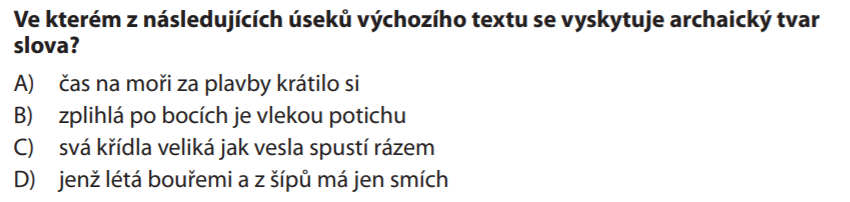 Ve kterém z následujících úseků výchozího textu se vyskytuje archaický tvar
slova?
A) čas na moři za plavby krátilo si
B) zplihlá po bocích je vlekou potichu
C) svá křídla veliká jak vesla spustí rázem
D) jenž létá bouřemi a z šípů má jen smích